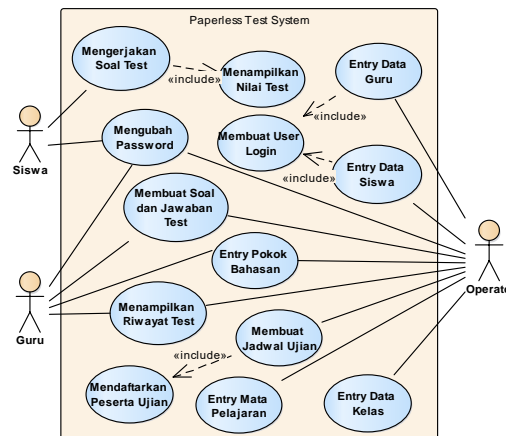 Paperless Test System
Mengerjakan
Soal Test
«include»
Menampilkan
Nilai Test
Entry Data
Guru
«include»
Siswa
Mengubah
Password
Membuat User
Login
«include»
Entry Data
Siswa
Membuat Soal
dan Jawaban
Test
Entry Pokok
Bahasan
Operato
Guru
Menampilkan
Riwayat Test
Membuat
Jadwal Ujian
«include»
Mendaftarkan
Peserta Ujian
Entry Mata
Pelajaran
Entry Data
Kelas